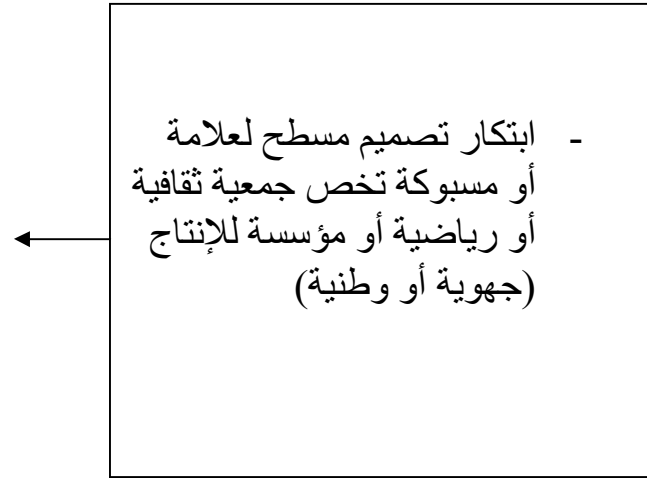 - ابتكار تصميم مسطح لعلامة
أو مسبوكة تخص جمعية ثقافية
أو رياضية أو مؤسسة للإنتاج
(جهوية أو وطنية)